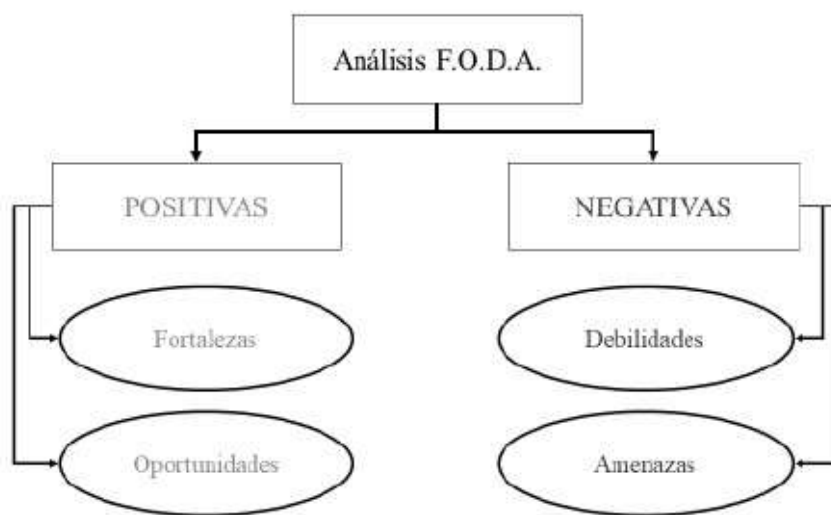 Análisis F.O.D.A.
POSITIVAS
NEGATIVAS
Fortalezas
Debilidades
Oportunidades
Amenazas